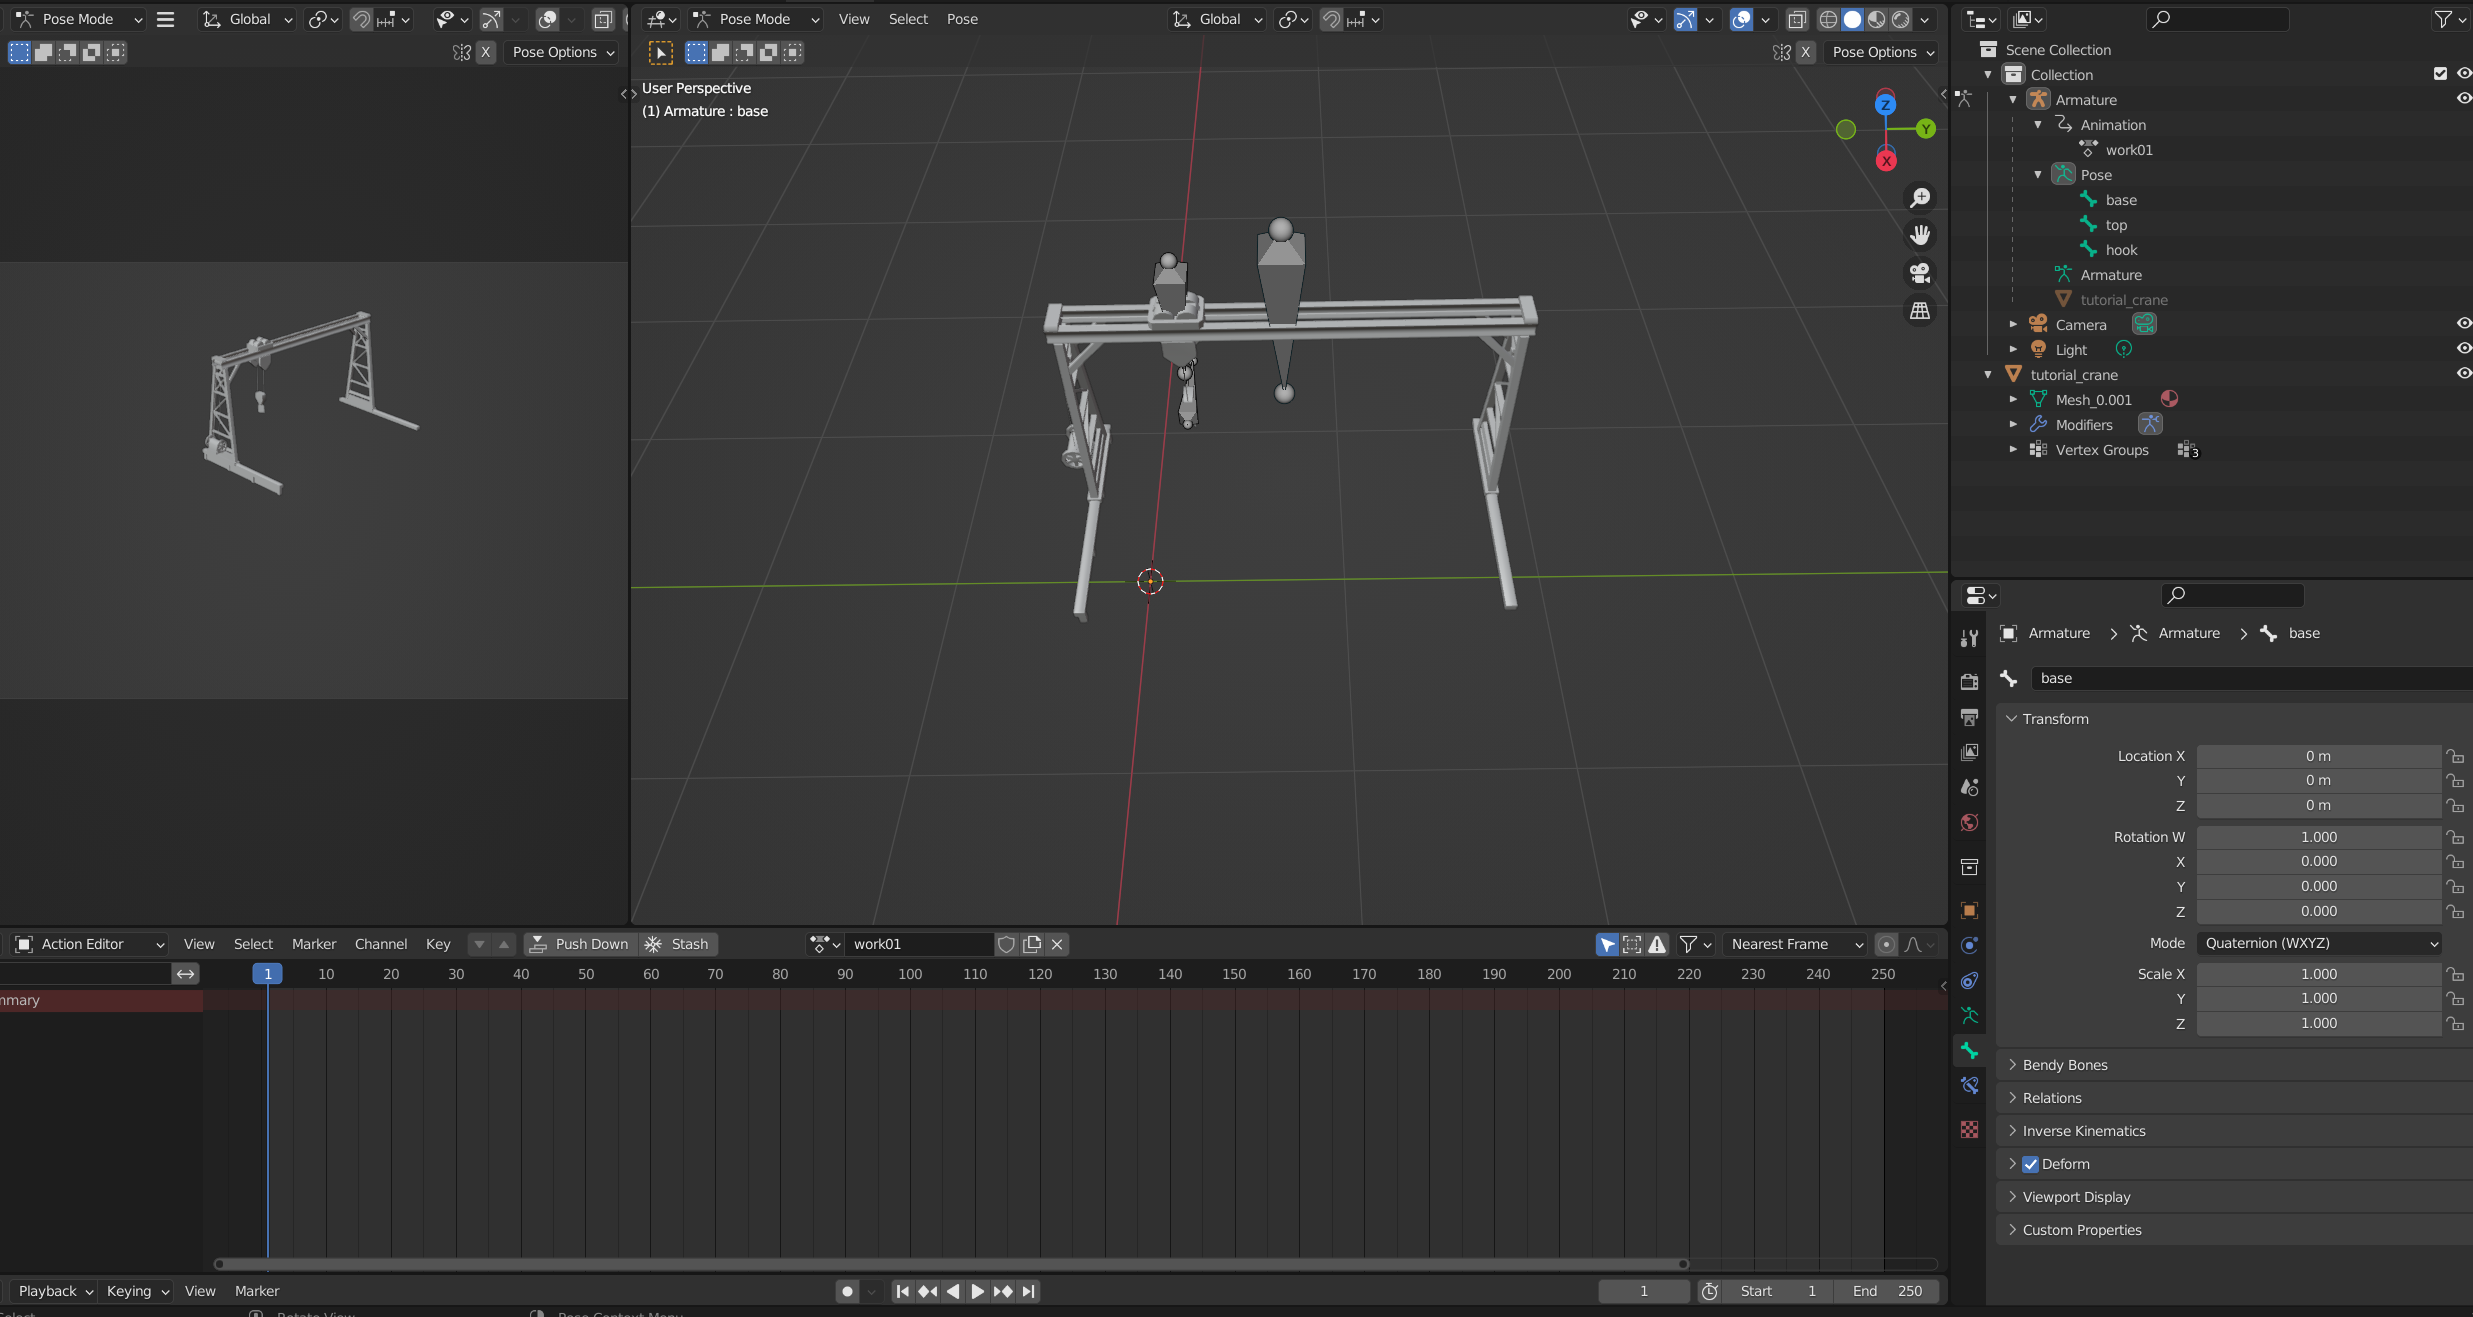 Pose Mode Global
X Pose Options
Pose Mode View Select Pose Global
X Pose Options
User Perspective
(1) Armature : base
Z
Y
X
Scene Collection
Collection
Armature
Animation
work01
Pose
base
top
hook
Armature
tutorial_crane
Camera
Light
tutorial_crane
Mesh_0.001
Modifiers
Vertex Groups 3
Armature > Armature > base
base
Transform
Location X 0 m
Y 0 m
Z 0 m
Rotation W 1.000
X 0.000
Y 0.000
Z 0.000
Mode Quaternion (WXYZ)
Scale X 1.000
Y 1.000
Z 1.000
Bendy Bones
Relations
Inverse Kinematics
Deform
Viewport Display
Custom Properties
Action Editor View Select Marker Channel Key Push Down Stash work01 Nearest Frame
1 10 20 30 40 50 60 70 80 90 100 110 120 130 140 150 160 170 180 190 200 210 220 230 240 250
mmary
Playback Keying View Marker 1 Start 1 End 250
Rotate View Pose Context Menu